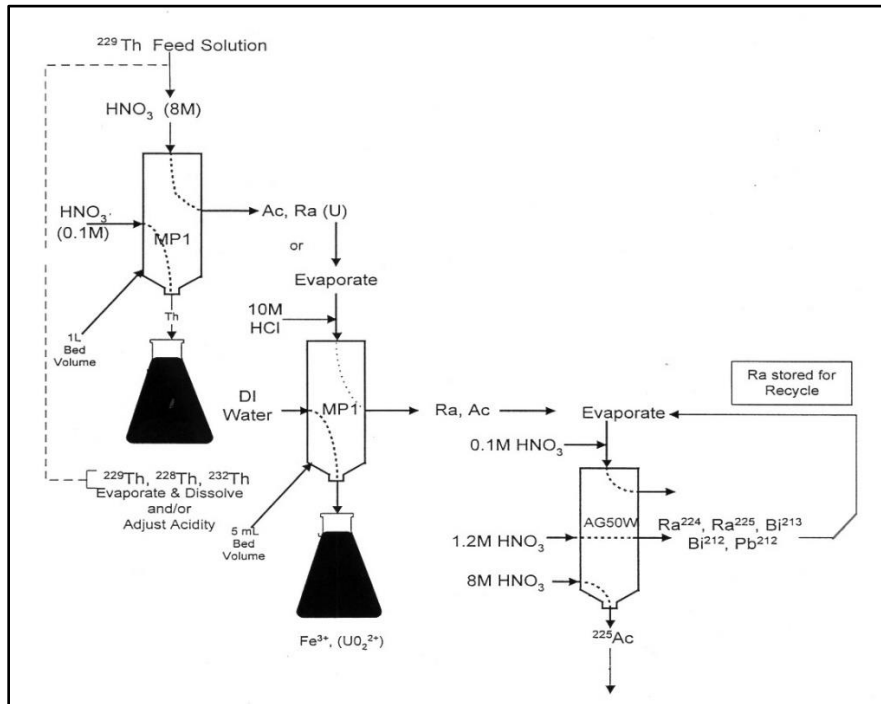 ²²⁹Th Feed Solution
HNO₃ (8M)
HNO₃
(0.1M)
MP1
Ac, Ra (U)
or
Evaporate
10M
HCl
Th
1L
Bed
Volume
DI
Water
MP1
Ra, Ac
Ra stored for
Recycle
Evaporate
0.1M HNO₃
AG50W
Ra²²⁴, Ra²²⁵, Bi²¹³
Bi²¹², Pb²¹²
1.2M HNO₃
8M HNO₃
²²⁵Ac
²²⁹Th, ²²⁸Th, ²³²Th
Evaporate & Dissolve
and/or
Adjust Acidity
5 mL
Bed
Volume
Fe³⁺, (U0₂²⁺)